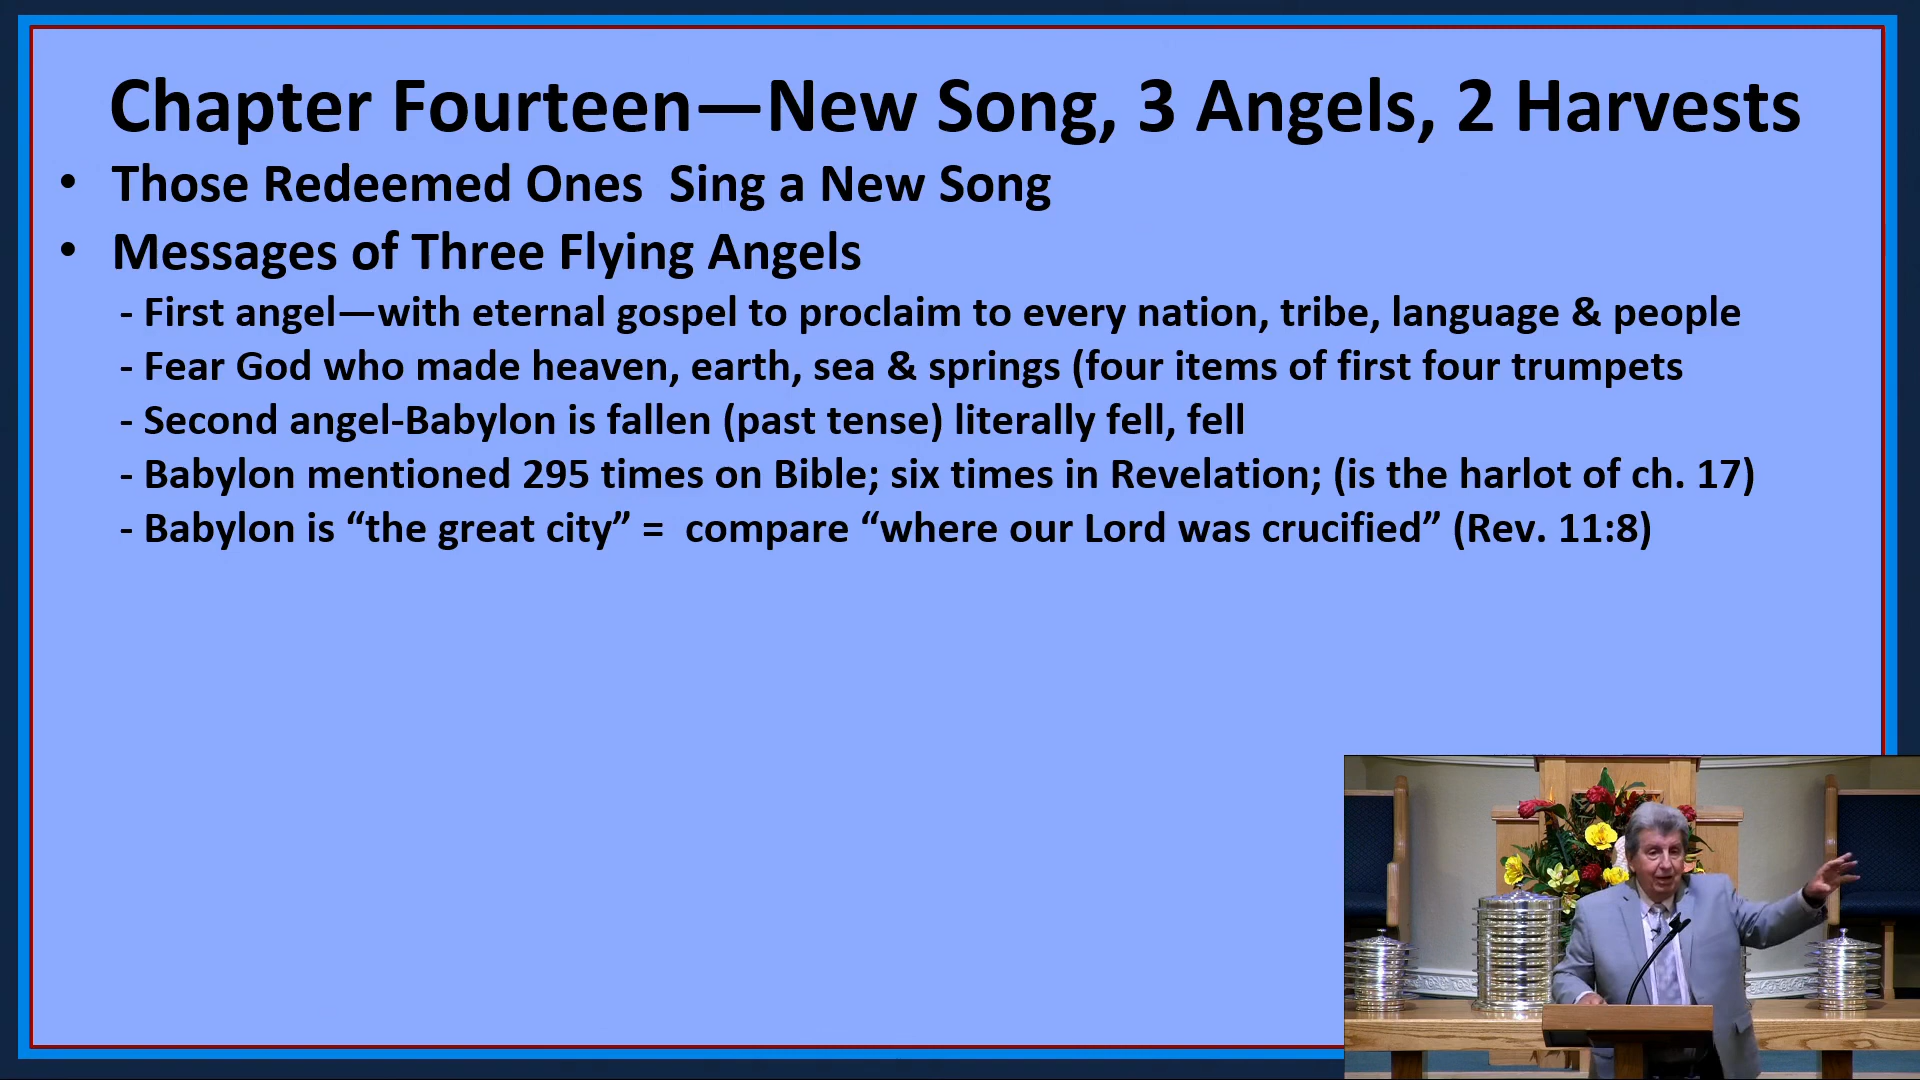 Chapter Fourteen—New Song, 3 Angels, 2 Harvests
• Those Redeemed Ones  Sing a New Song
• Messages of Three Flying Angels
- First angel—with eternal gospel to proclaim to every nation, tribe, language & people
- Fear God who made heaven, earth, sea & springs (four items of first four trumpets
- Second angel-Babylon is fallen (past tense) literally fell, fell
- Babylon mentioned 295 times on Bible; six times in Revelation; (is the harlot of ch. 17)
- Babylon is “the great city” =  compare “where our Lord was crucified” (Rev. 11:8)